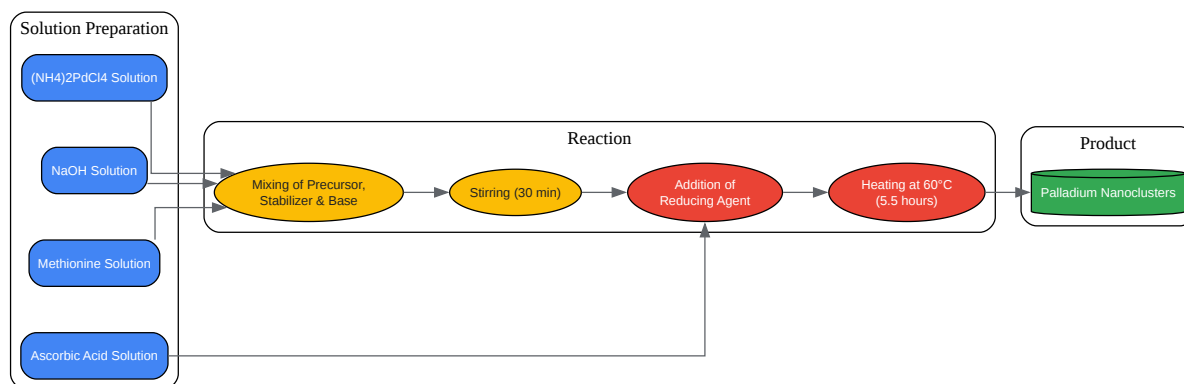 Solution Preparation
(NH4)2PdCl4 Solution
NaOH Solution
Methionine Solution
Ascorbic Acid Solution
Reaction
Mixing of Precursor,
Stabilizer & Base
Stirring (30 min)
Addition of
Reducing Agent
Heating at 60°C
(5.5 hours)
Product
Palladium Nanoclusters